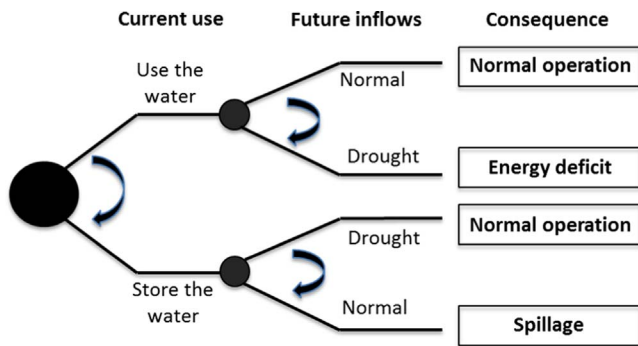 Current use
Future inflows
Consequence
Use the
water
Normal
Normal operation
Drought
Energy deficit
Drought
Normal operation
Store the
water
Normal
Spillage